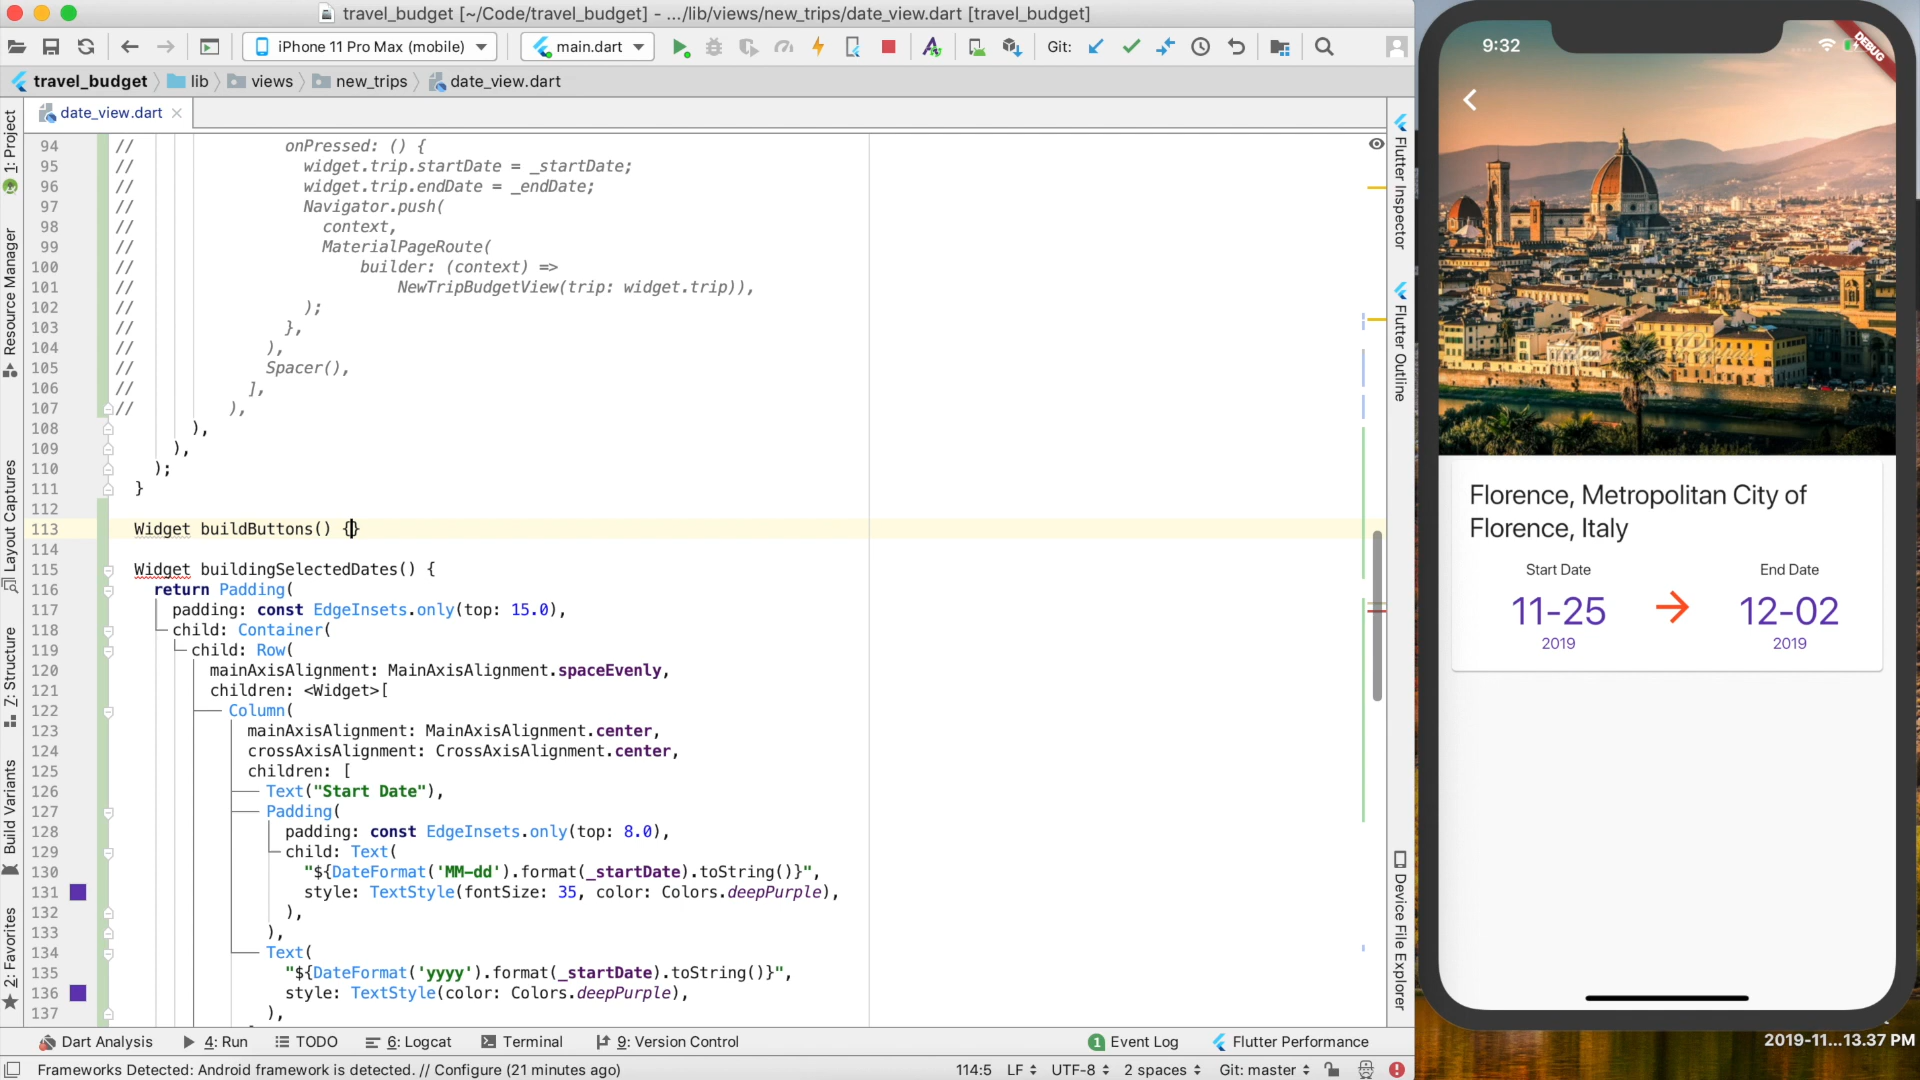 travel_budget [~/Code/travel_budget] - .../lib/views/new_trips/date_view.dart [travel_budget]
iPhone 11 Pro Max (mobile)
main.dart
Git:
travel_budget
lib
views
new_trips
date_view.dart
date_view.dart
1: Project
Resource Manager
Layout Captures
Z: Structure
Build Variants
2: Favorites
94 // onPressed: () {
95 // widget.trip.startDate = _startDate;
96 // widget.trip.endDate = _endDate;
97 // Navigator.push(
98 // context,
99 // MaterialPageRoute(
100 // builder: (context) =>
101 // NewTripBudgetView(trip: widget.trip)),
102 // );
103 // },
104 // ),
105 // Spacer(),
106 // ],
107 // ),
108 ),
109 ),
110 );
111 }
112
113 Widget buildButtons() {}
114
115 Widget buildingSelectedDates() {
116 return Padding(
117 padding: const EdgeInsets.only(top: 15.0),
118 child: Container(
119 child: Row(
120 mainAxisAlignment: MainAxisAlignment.spaceEvenly,
121 children: <Widget>[
122 Column(
123 mainAxisAlignment: MainAxisAlignment.center,
124 crossAxisAlignment: CrossAxisAlignment.center,
125 children: [
126 Text("Start Date"),
127 Padding(
128 padding: const EdgeInsets.only(top: 8.0),
129 child: Text(
130 "${DateFormat('MM-dd').format(_startDate).toString()}",
131 style: TextStyle(fontSize: 35, color: Colors.deepPurple),
132 ),
133 ),
134 Text(
135 "${DateFormat('yyyy').format(_startDate).toString()}",
136 style: TextStyle(color: Colors.deepPurple),
137 ),
Flutter Inspector
Flutter Outline
Device File Explorer
Dart Analysis
4: Run
TODO
6: Logcat
Terminal
9: Version Control
1 Event Log
Flutter Performance
Frameworks Detected: Android framework is detected. // Configure (21 minutes ago)
114:5
LF
UTF-8
2 spaces
Git: master
9:32
DEBUG
Florence, Metropolitan City of
Florence, Italy
Start Date
End Date
11-25
12-02
2019
2019
2019-11...13.37 PM